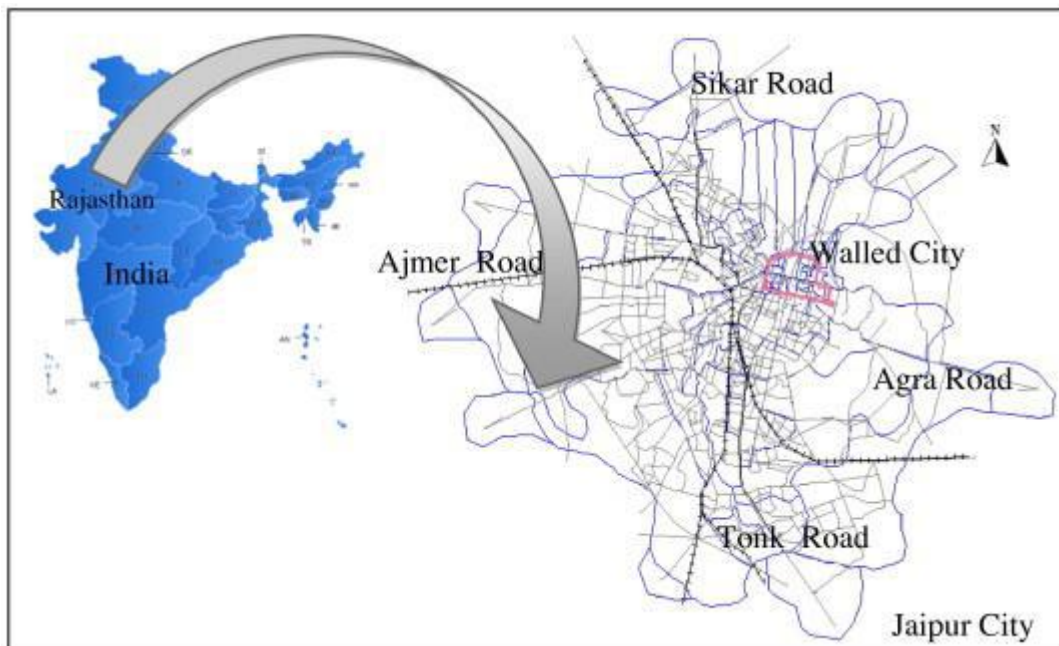 Sikar Road
N
Rajasthan
Walled City
Ajmer Road
India
Agra Road
Tonk Road
Jaipur City